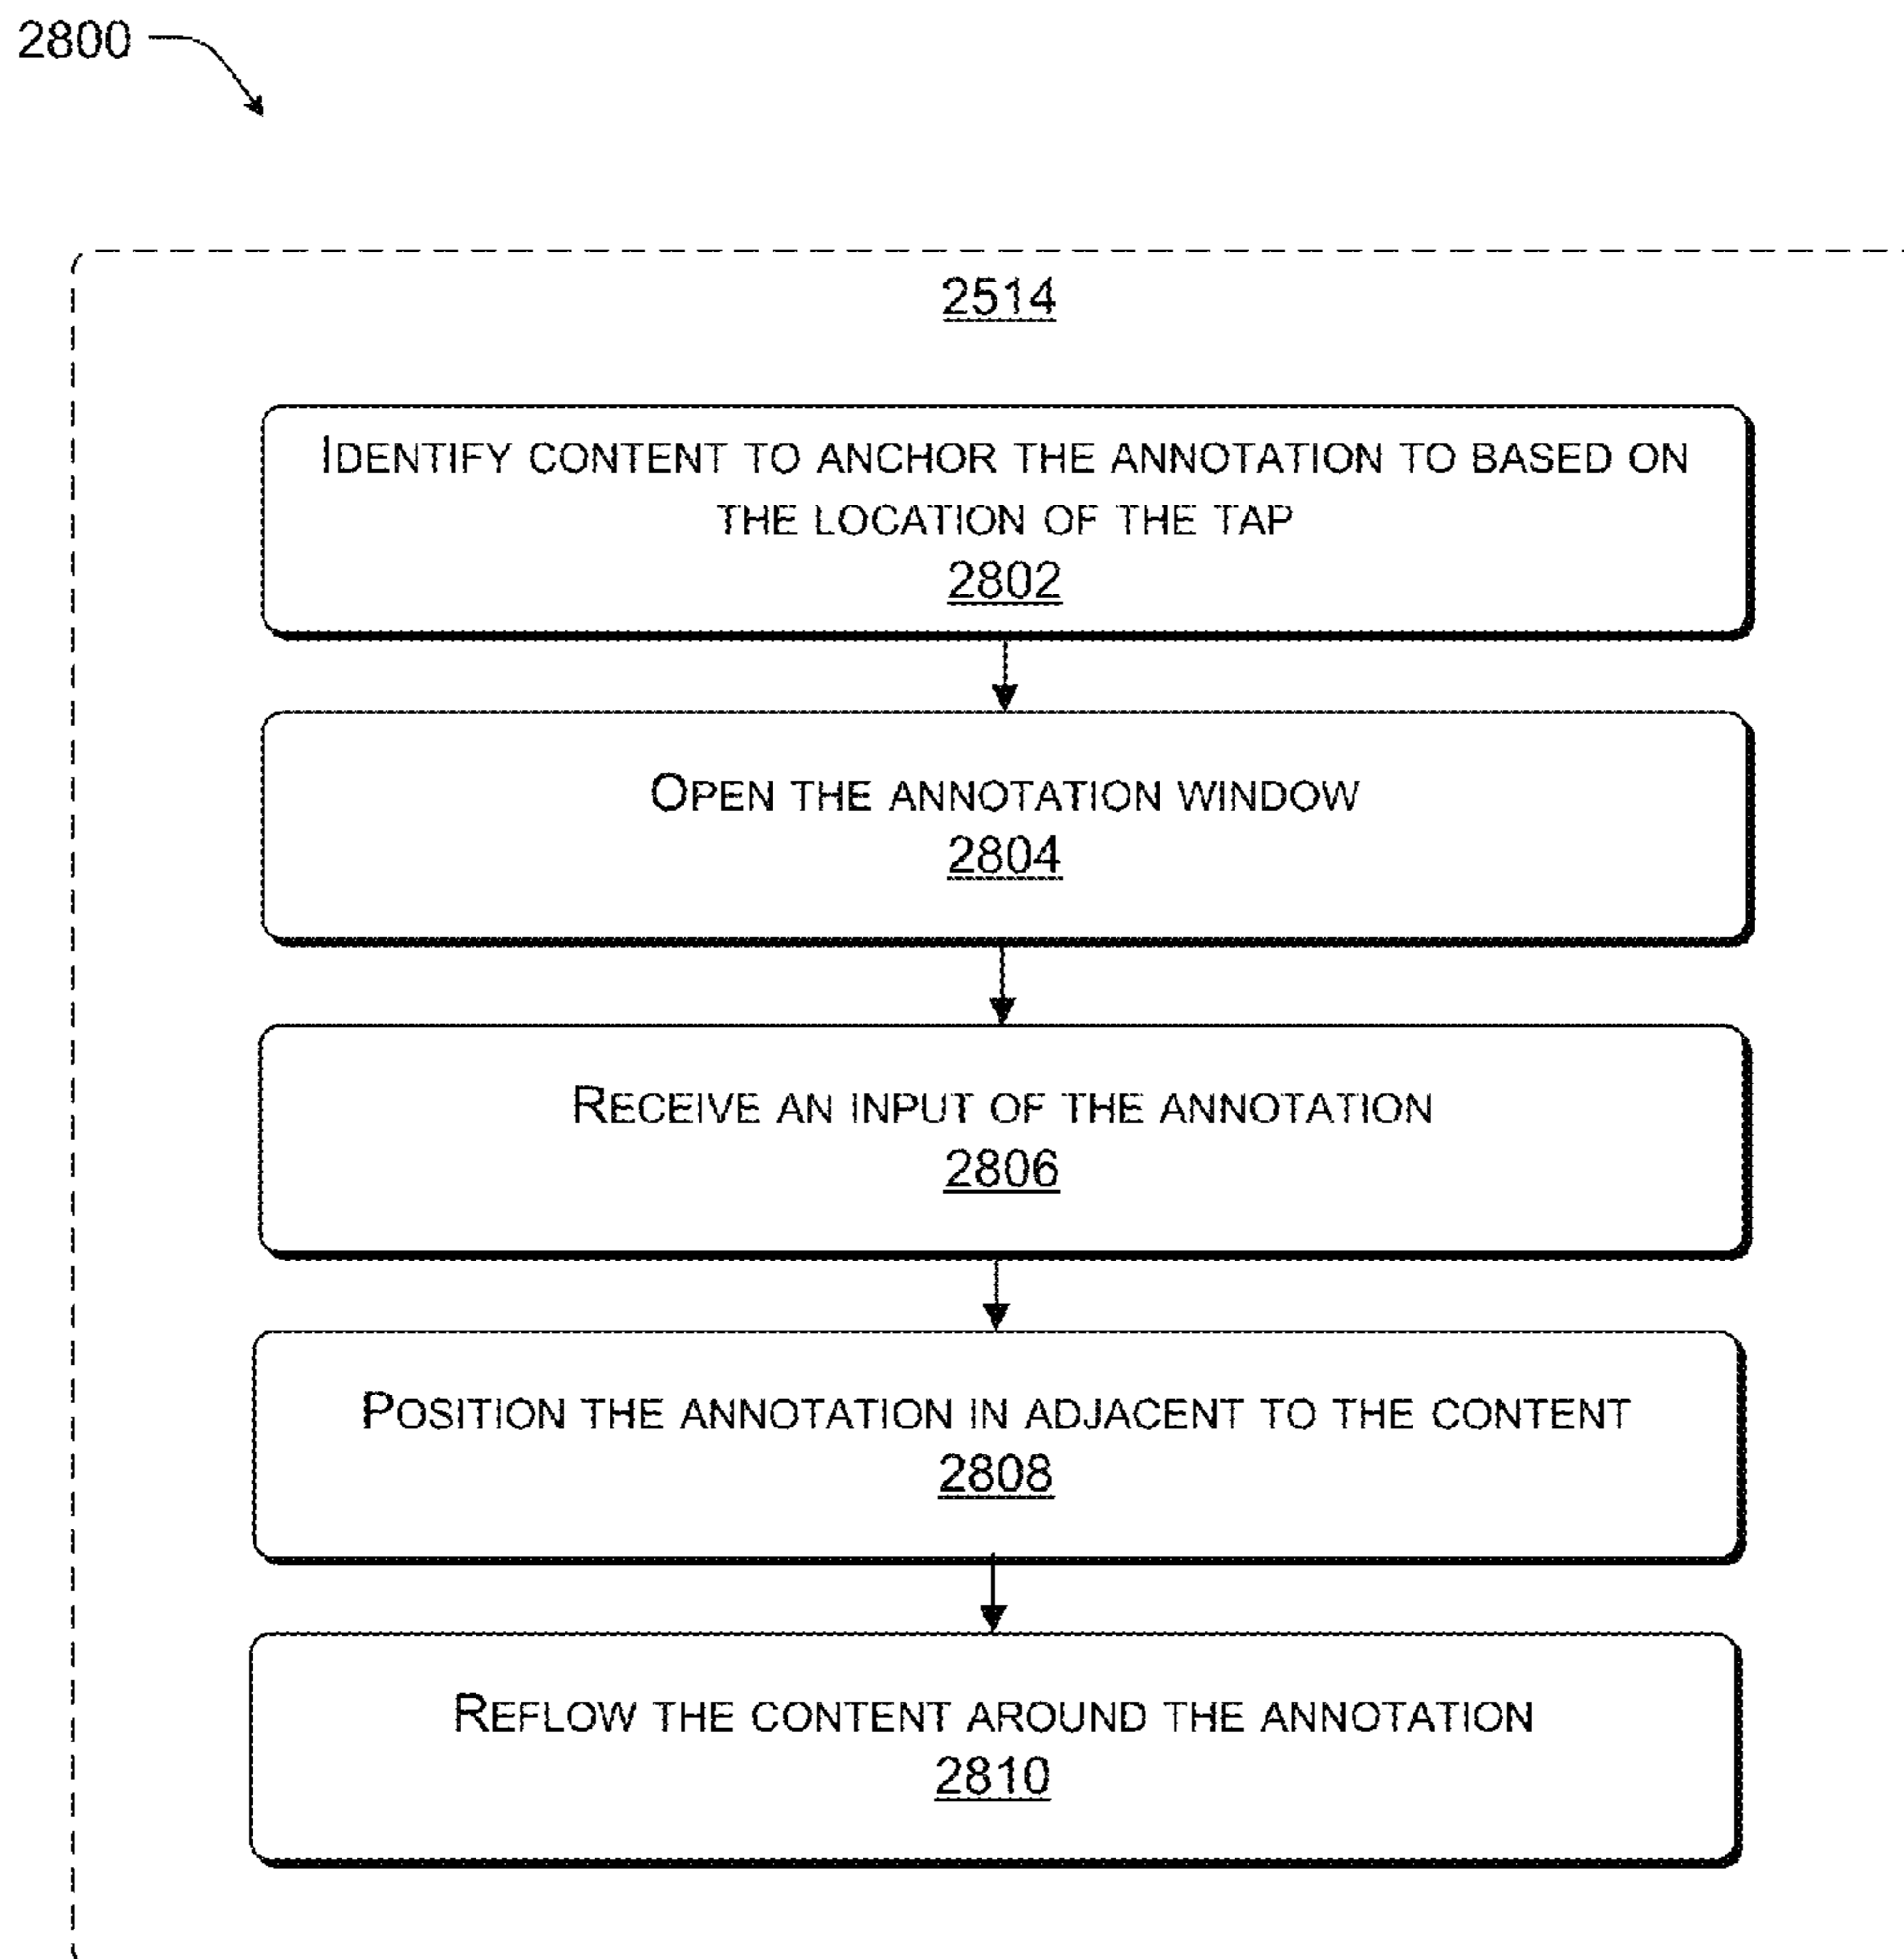 2800
2514
IDENTIFY CONTENT TO ANCHOR THE ANNOTATION TO BASED ON
THE LOCATION OF THE TAP
2802
OPEN THE ANNOTATION WINDOW
2804
RECEIVE AN INPUT OF THE ANNOTATION
2806
POSITION THE ANNOTATION IN ADJACENT TO THE CONTENT
2808
REFLOW THE CONTENT AROUND THE ANNOTATION
2810